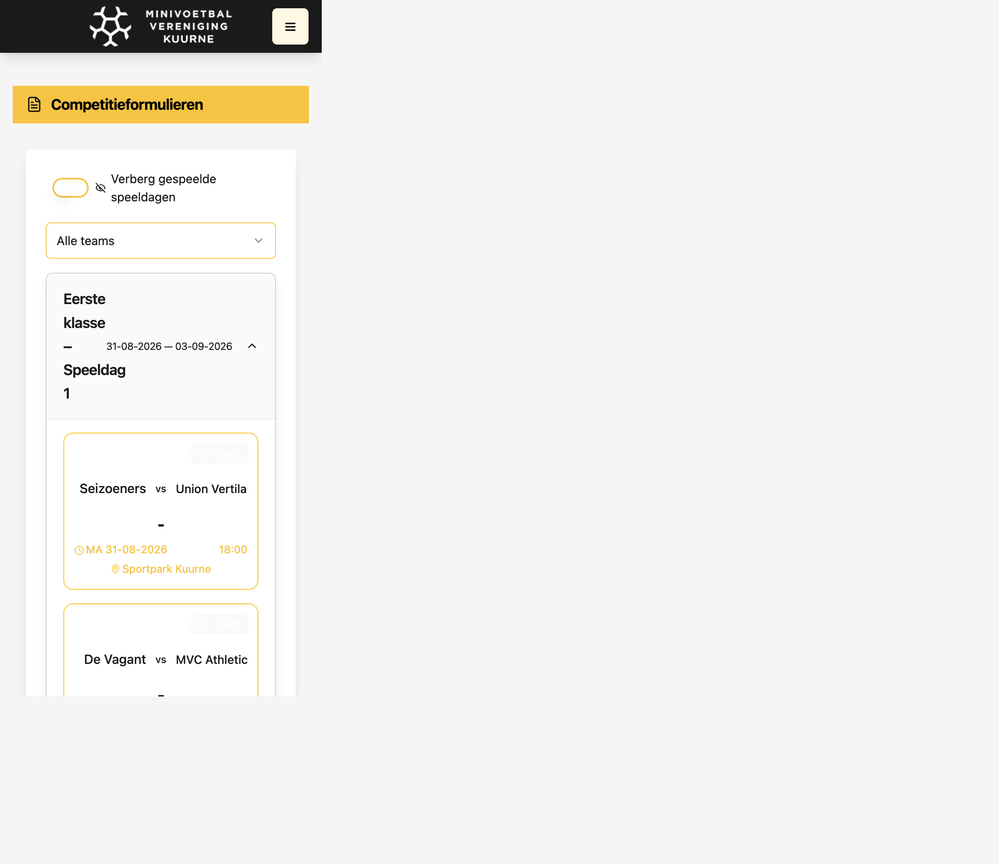 MINIVOETBAL
VERENIGING
KUURNE
Competitieformulieren
Verberg gespeelde
speeldagen
Alle teams
Eerste
klasse
–
Speeldag
1
31-08-2026 — 03-09-2026
Open
Seizoeners vs Union Vertila
-
MA 31-08-2026 18:00
Sportpark Kuurne
Open
De Vagant vs MVC Athletic
-